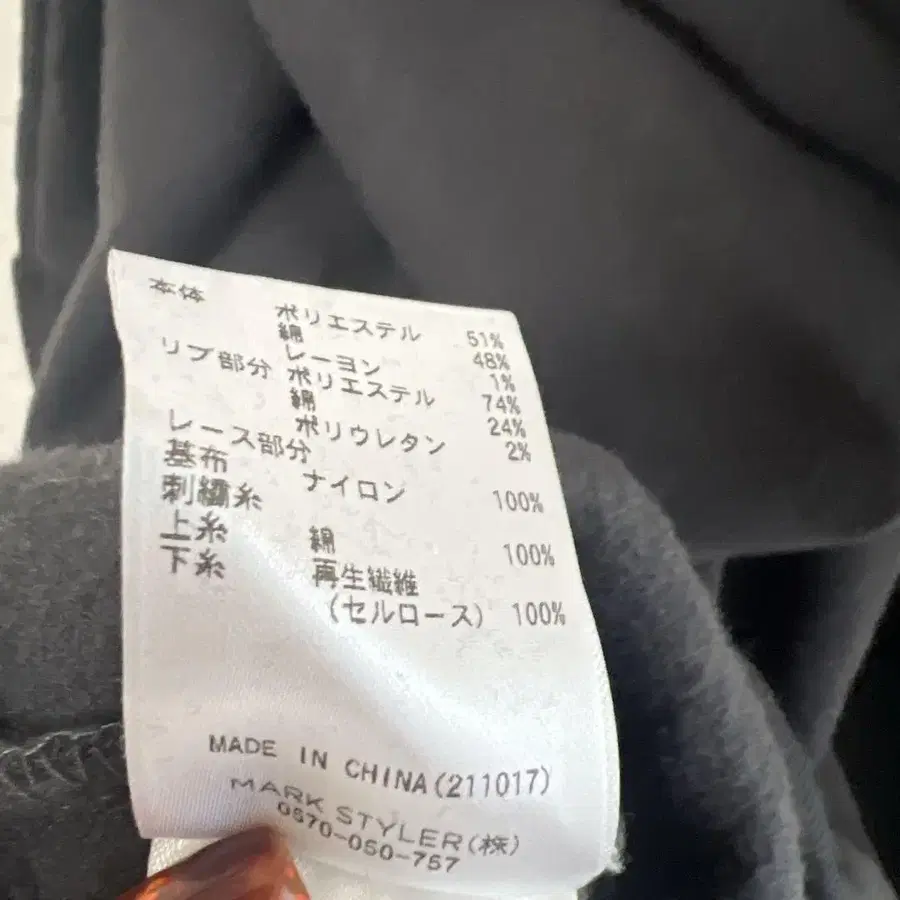 本体 ポリエステル 51%
綿 48%
レーヨン 1%
リブ部分 ポリエステル 74%
綿 24%
ポリウレタン 2%
レース部分
基布 ナイロン 100%
刺繍糸
上糸 綿 100%
下糸 再生繊維
(セルロース) 100%
MADE IN CHINA(211017)
MARK STYLER(株)
0570-050-757